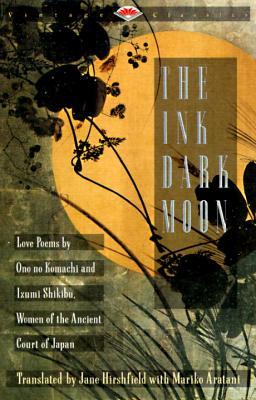 VINTAGE Classics
THE
INK
DARK
MOON
Love Poems by
Ono no Komachi and
Izumi Shikibu,
Women of the Ancient
Court of Japan
Translated by Jane Hirshfield with Mariko Aratani